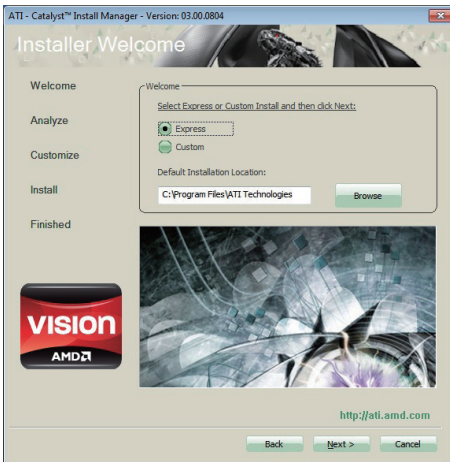 ATI - Catalyst™ Install Manager - Version: 03.00.0804
Installer Welcome
Welcome
Analyze
Customize
Install
Finished
Welcome
Select Express or Custom Install and then click Next:
Express
Custom
Default Installation Location:
C:\Program Files\ATI Technologies
Browse
VISION
AMD
http://ati.amd.com
Back
Next >
Cancel